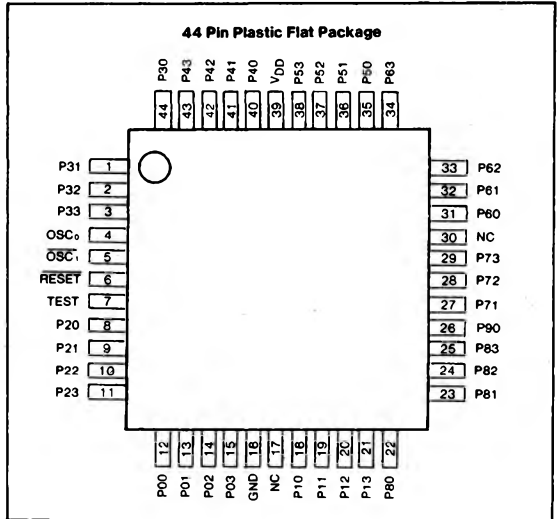 44 Pin Plastic Flat Package
P30 P43 P42 P41 P40 VDD P53 P52 P51 P50 P63
44 43 42 41 40 39 38 37 36 35 34
P31 1
P32 2
P33 3
OSC₀ 4
OSC₁ 5
RESET 6
TEST 7
P20 8
P21 9
P22 10
P23 11
33 P62
32 P61
31 P60
30 NC
29 P73
28 P72
27 P71
26 P90
25 P83
24 P82
23 P81
12 13 14 15 16 17 18 19 20 21 22
P00 P01 P02 P03 GND NC P10 P11 P12 P13 P80